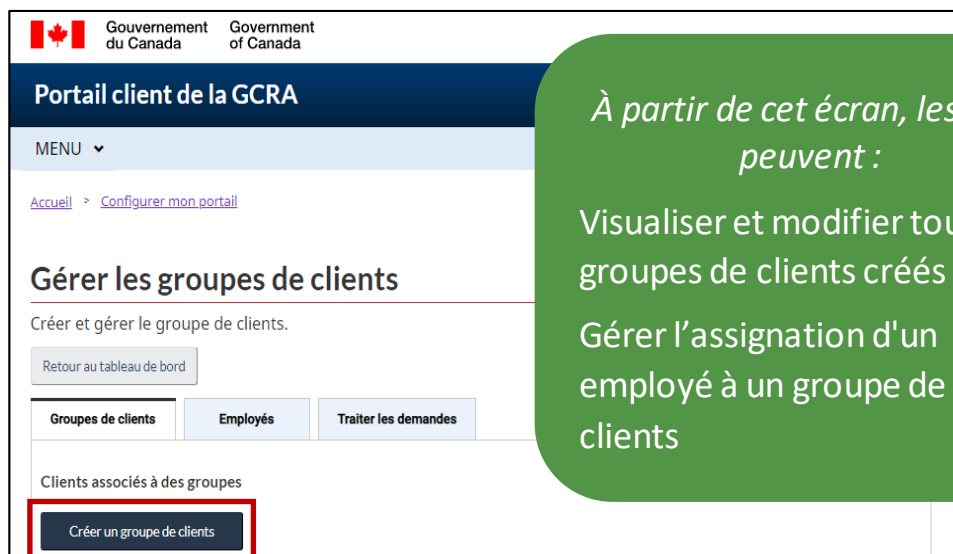 Gouvernement Government
du Canada of Canada
Portail client de la GCRA
MENU
Accueil > Configurer mon portail
Gérer les groupes de clients
Créer et gérer le groupe de clients.
Retour au tableau de bord
Groupes de clients Employés Traiter les demandes
Clients associés à des groupes
Créer un groupe de clients
À partir de cet écran, les
peuvent :
Visualiser et modifier
groupes de clients créés
Gérer l’assignation d'un
employé à un groupe de
clients